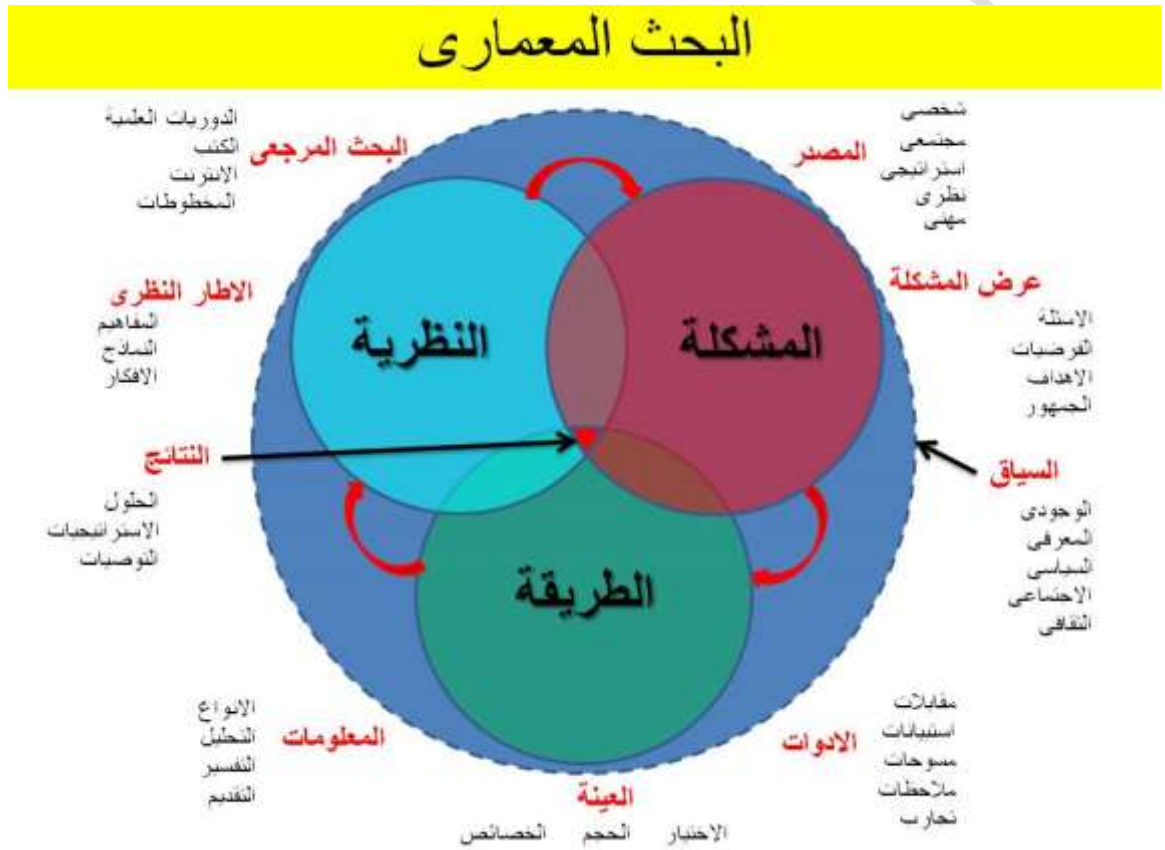 البحث المعمارى
المصدر
شخصى
مجتمعى
استراتيجى
نظرى
مهنى
البحث المرجعى
الدوريات العلمية
الكتب
الانترنت
المخطوطات
عرض المشكلة
الاسئلة
الفرضيات
الاهداف
الجمهور
الاطار النظرى
المفاهيم
النماذج
الافكار
المشكلة
النظرية
السياق
الوجودى
المعرفى
السياسى
الاجتماعى
الثقافى
النتائج
الحلول
الاستراتيجيات
التوصيات
الطريقة
الادوات
مقابلات
استبيانات
مسوحات
ملاحظات
تجارب
المعلومات
الانواع
التحليل
التفسير
التقديم
العينة
الاختيار الحجم الخصائص